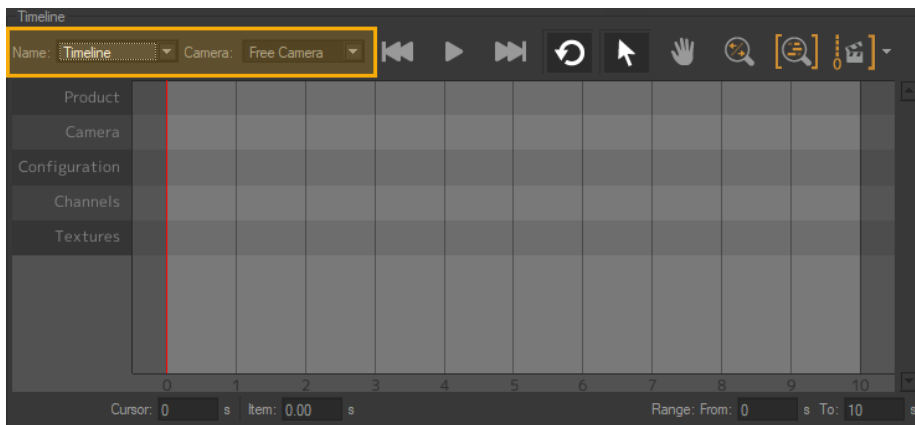 Timeline
Name: Timeline Camera: Free Camera
0
Product
Camera
Configuration
Channels
Textures
0 1 2 3 4 5 6 7 8 9 10
Cursor: 0 s Item: 0.00 s Range: From: 0 s To: 10 s